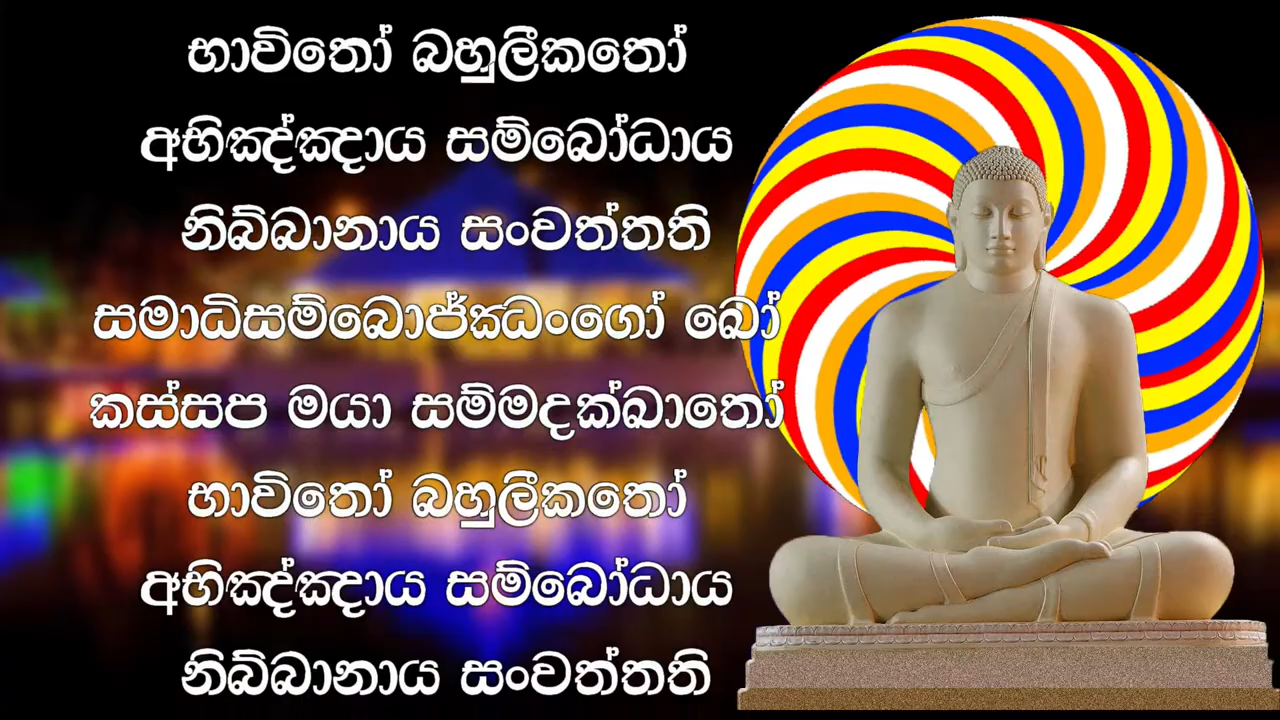 භාවිතෝ බහුලීකතෝ
අභිඤ්ඤාය සම්බෝධාය
නිබ්බානාය සංවත්තති
සමාධිසම්බොජ්ඣංගෝ ඛෝ
කස්සප මයා සම්මදක්ඛාතෝ
භාවිතෝ බහුලීකතෝ
අභිඤ්ඤාය සම්බෝධාය
නිබ්බානාය සංවත්තති